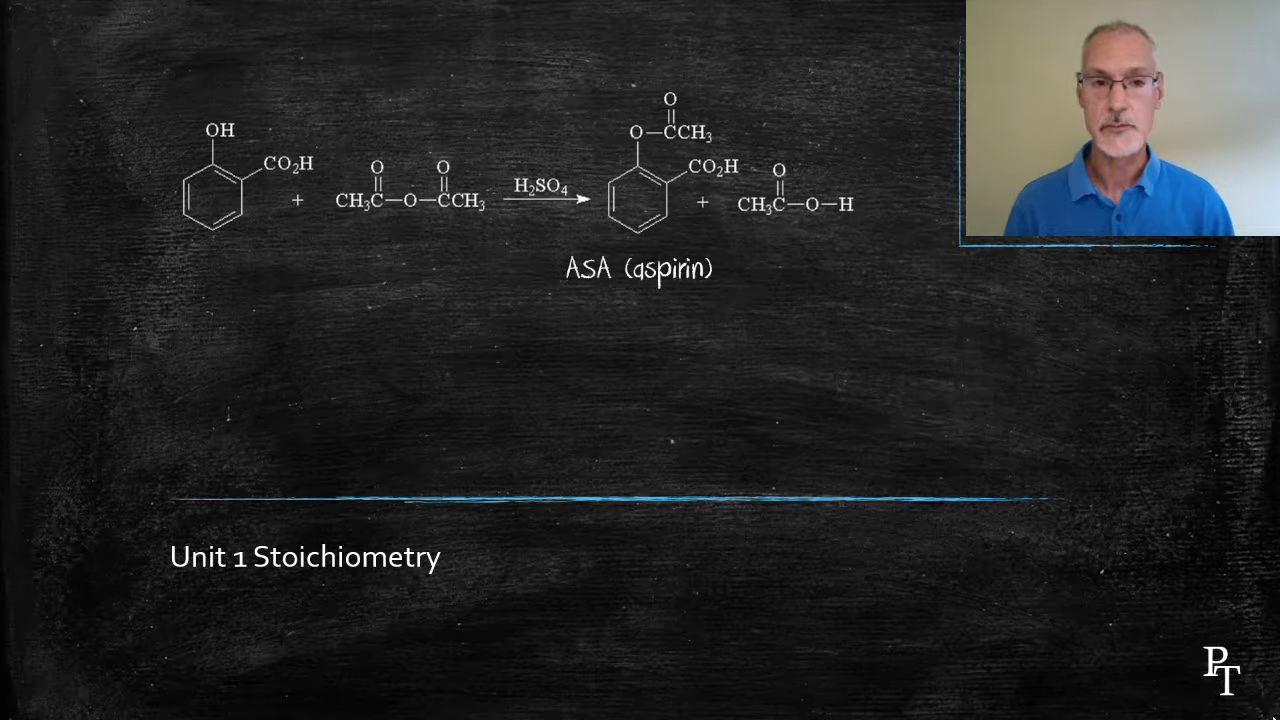 OH
CO₂H
+
O
O
CH₃C—O—CCH₃
H₂SO₄
O
O—CCH₃
CO₂H
+
O
CH₃C—O—H
ASA (aspirin)
Unit 1 Stoichiometry
PT